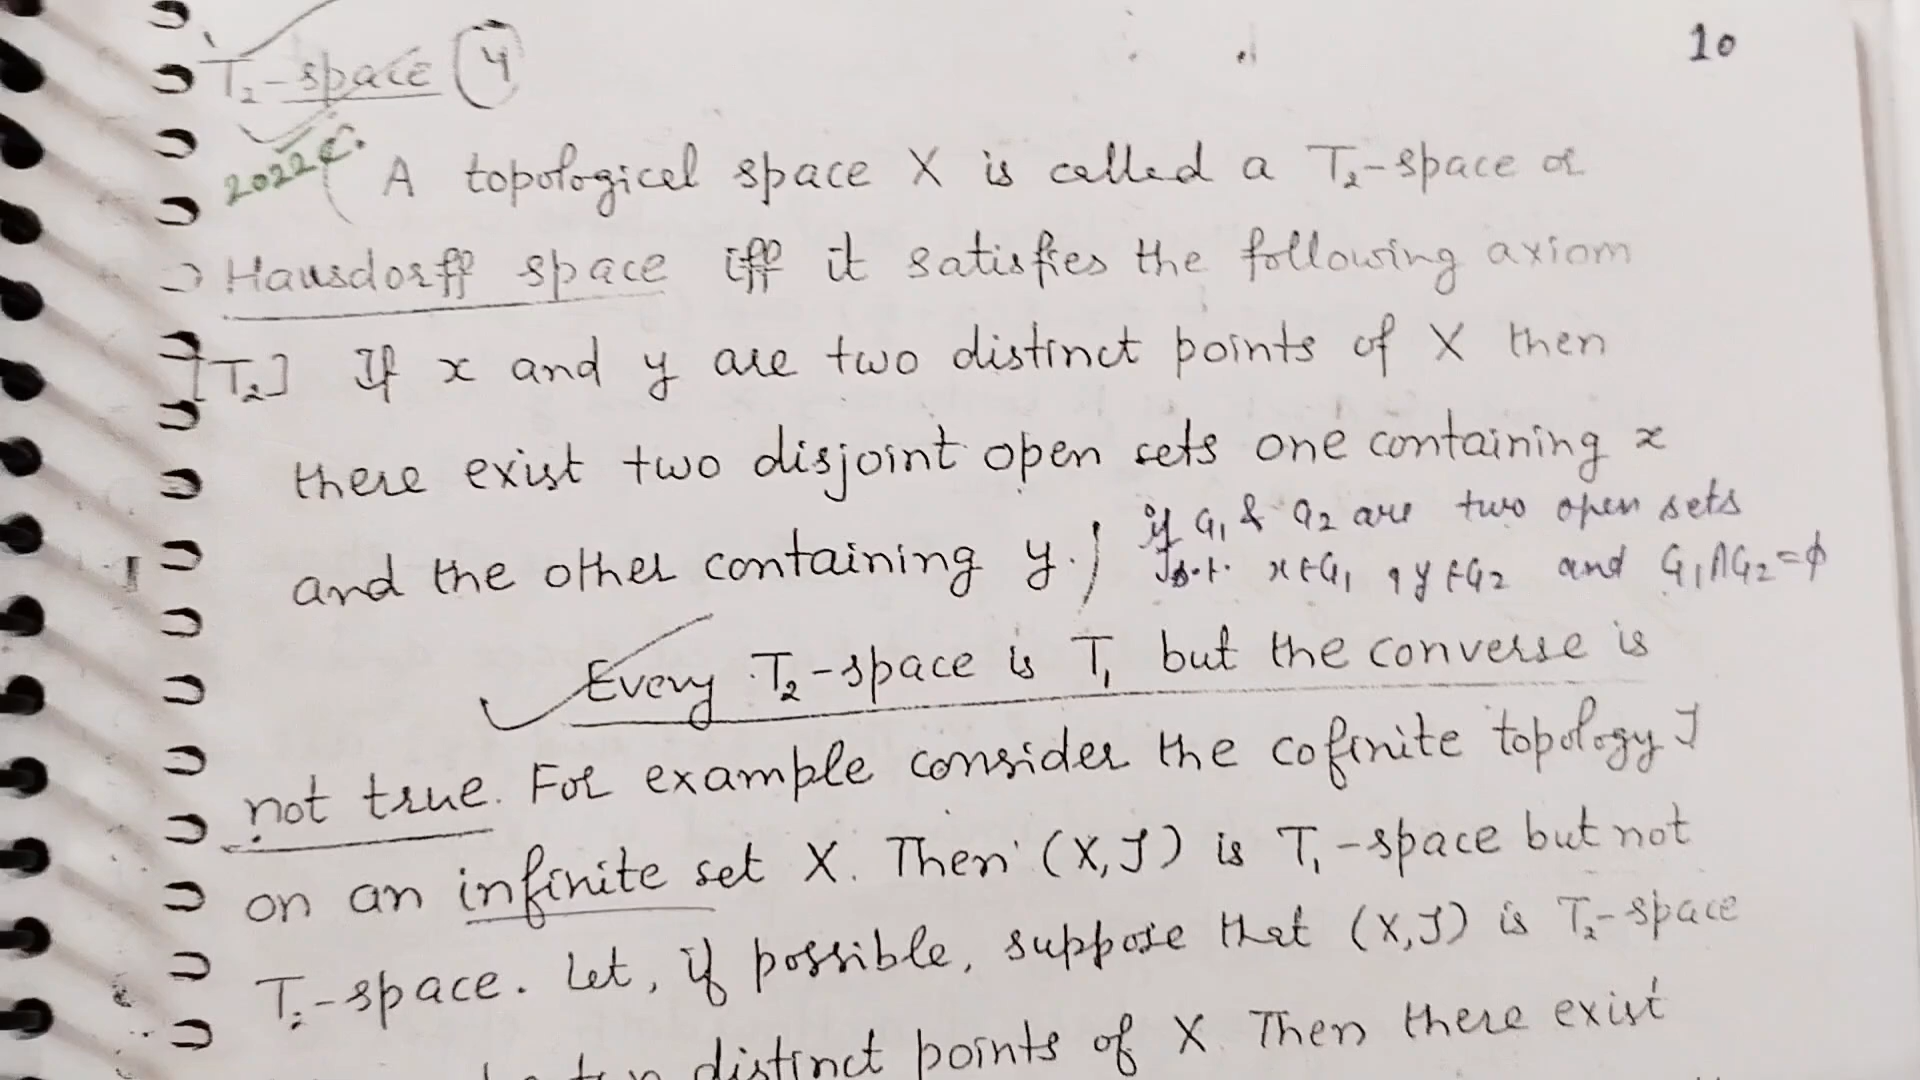 10
T₂-space (4)
2022
A topological space X is called a T₂-space or
Hausdorff space iff it satisfies the following axiom
[T₂] If x and y are two distinct points of X then
there exist two disjoint open sets one containing x
and the other containing y.)
if G₁ & G₂ are two open sets
s.t. x∈G₁, y∈G₂ and G₁∩G₂=ϕ
Every T₂-space is T₁ but the converse is
not true. For example consider the cofinite topology J
on an infinite set X. Then (X,J) is T₁-space but not
T₂-space. Let, if possible, suppose that (X,J) is T₂-space
distinct points of X. Then there exist